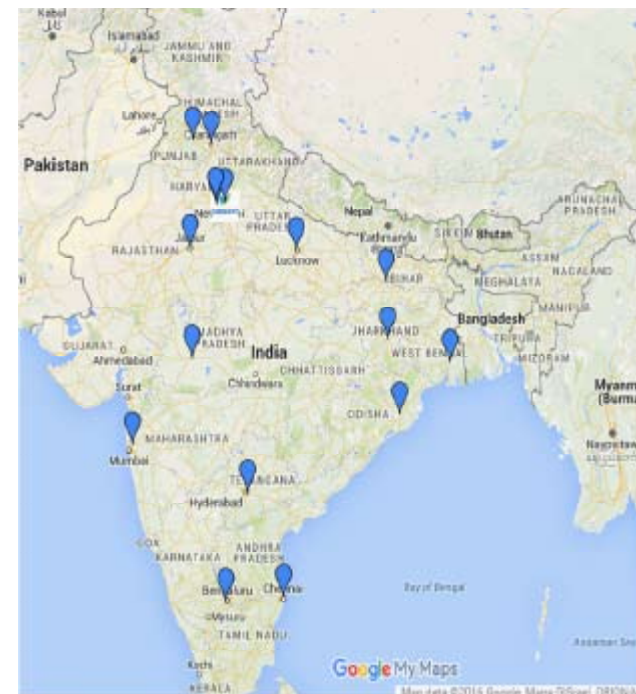 Kabul
Islamabad
JAMMU AND
KASHMIR
Lahore
HIMACHAL
Chandigarh
PUNJAB
UTTARAKHAND
Pakistan
Nepal
Kathmandu
SIKKIM
Bhutan
ARUNACHAL
PRADESH
UTTAR
PRADESH
RAJASTHAN
Jaipur
Lucknow
BIHAR
ASSAM
NAGALAND
MEGHALAYA
MANIPUR
Bangladesh
TRIPURA
MIZORAM
GUJARAT
Ahmedabad
MADHYA
PRADESH
India
JHARKHAND
WEST BENGAL
CHHATTISGARH
Chhindwara
Surat
Myanm
(Burma
ODISHA
MAHARASHTRA
Mumbai
TELANGANA
Hyderabad
GOA
KARNATAKA
ANDHRA
PRADESH
Bengaluru
Chennai
Bay of Bengal
Mysuru
TAMIL NADU
Kochi
KERALA
Google My Maps